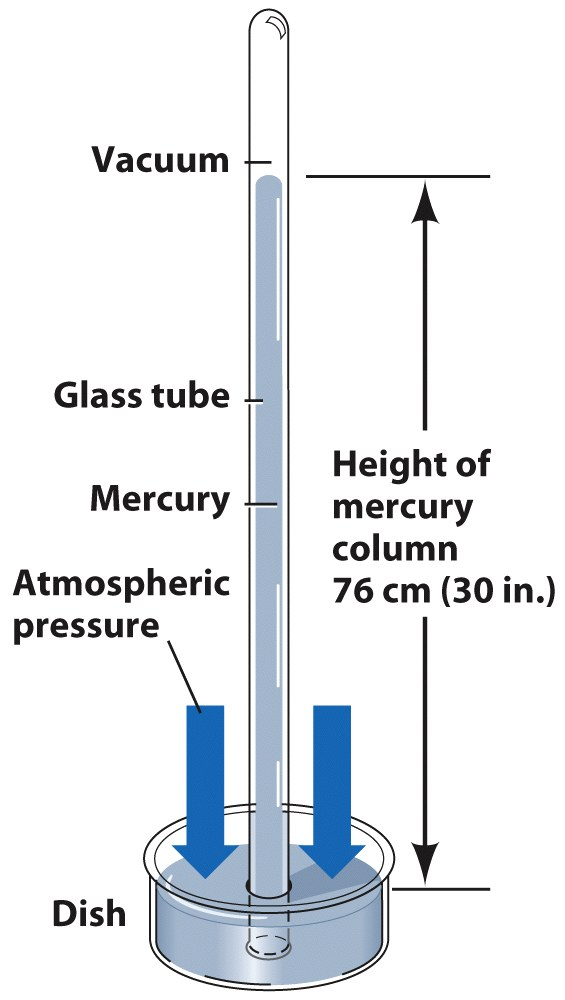 Vacuum
Glass tube
Mercury
Height of
mercury
column
76 cm (30 in.)
Atmospheric
pressure
Dish